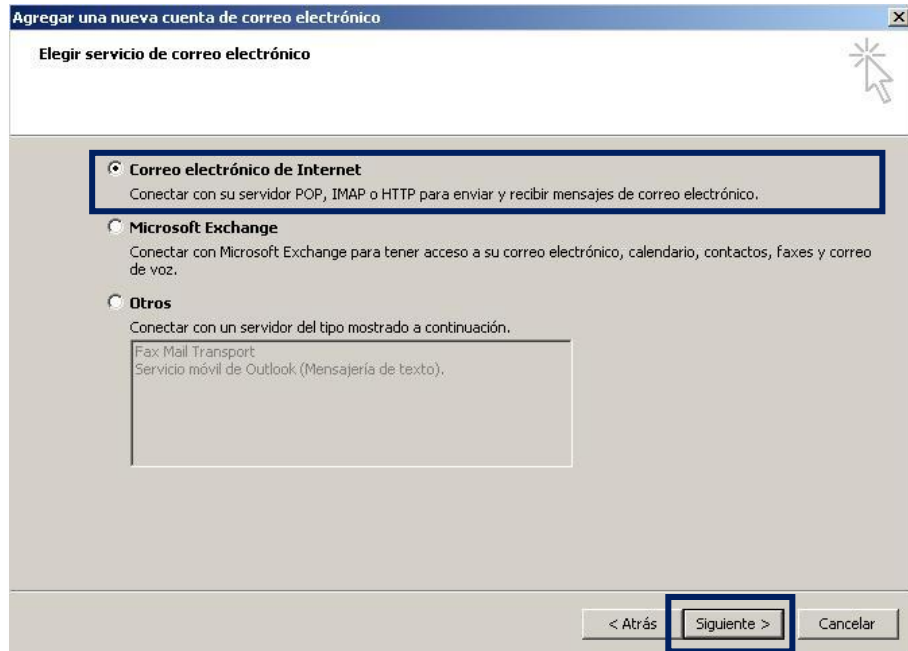 Agregar una nueva cuenta de correo electrónico
Elegir servicio de correo electrónico
Correo electrónico de Internet
Conectar con su servidor POP, IMAP o HTTP para enviar y recibir mensajes de correo electrónico.
Microsoft Exchange
Conectar con Microsoft Exchange para tener acceso a su correo electrónico, calendario, contactos, faxes y correo
de voz.
Otros
Conectar con un servidor del tipo mostrado a continuación.
Fax Mail Transport
Servicio móvil de Outlook (Mensajería de texto).
< Atrás Siguiente > Cancelar